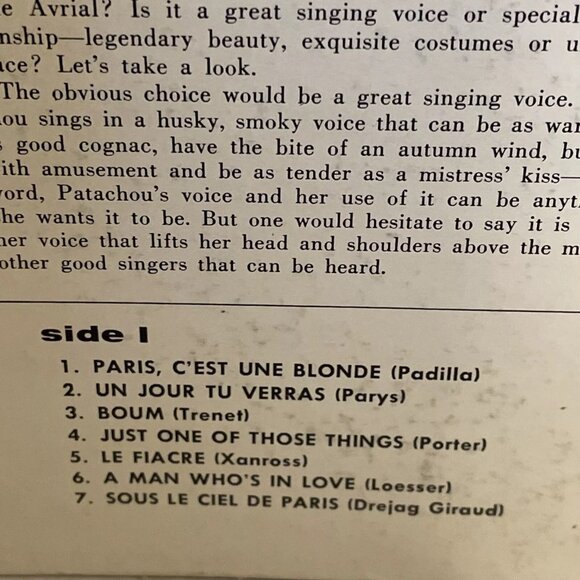 Avrial? Is it a great singing voice or special
nship—legendary beauty, exquisite costumes or u
ace? Let's take a look.
The obvious choice would be a great singing voice.
ou sings in a husky, smoky voice that can be as war
s good cognac, have the bite of an autumn wind, bu
ith amusement and be as tender as a mistress' kiss—
ord, Patachou's voice and her use of it can be anyt
he wants it to be. But one would hesitate to say it is
her voice that lifts her head and shoulders above the m
other good singers that can be heard.
side I
1. PARIS, C'EST UNE BLONDE (Padilla)
2. UN JOUR TU VERRAS (Parys)
3. BOUM (Trenet)
4. JUST ONE OF THOSE THINGS (Porter)
5. LE FIACRE (Xanross)
6. A MAN WHO'S IN LOVE (Loesser)
7. SOUS LE CIEL DE PARIS (Drejag Giraud)